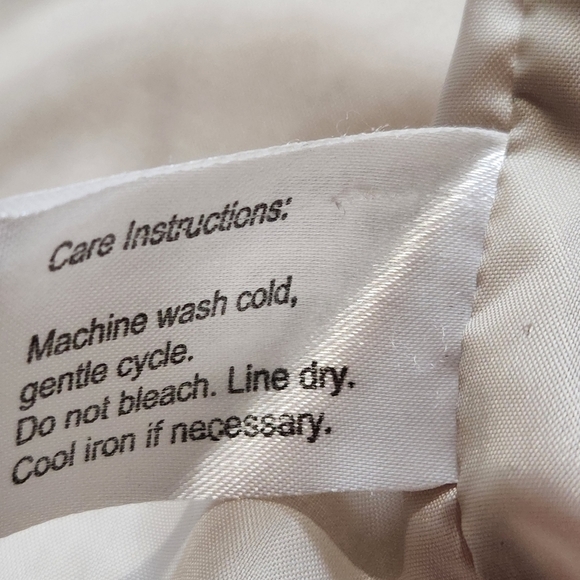 Care Instructions:
Machine wash cold,
gentle cycle.
Do not bleach. Line dry.
Cool iron if necessary.